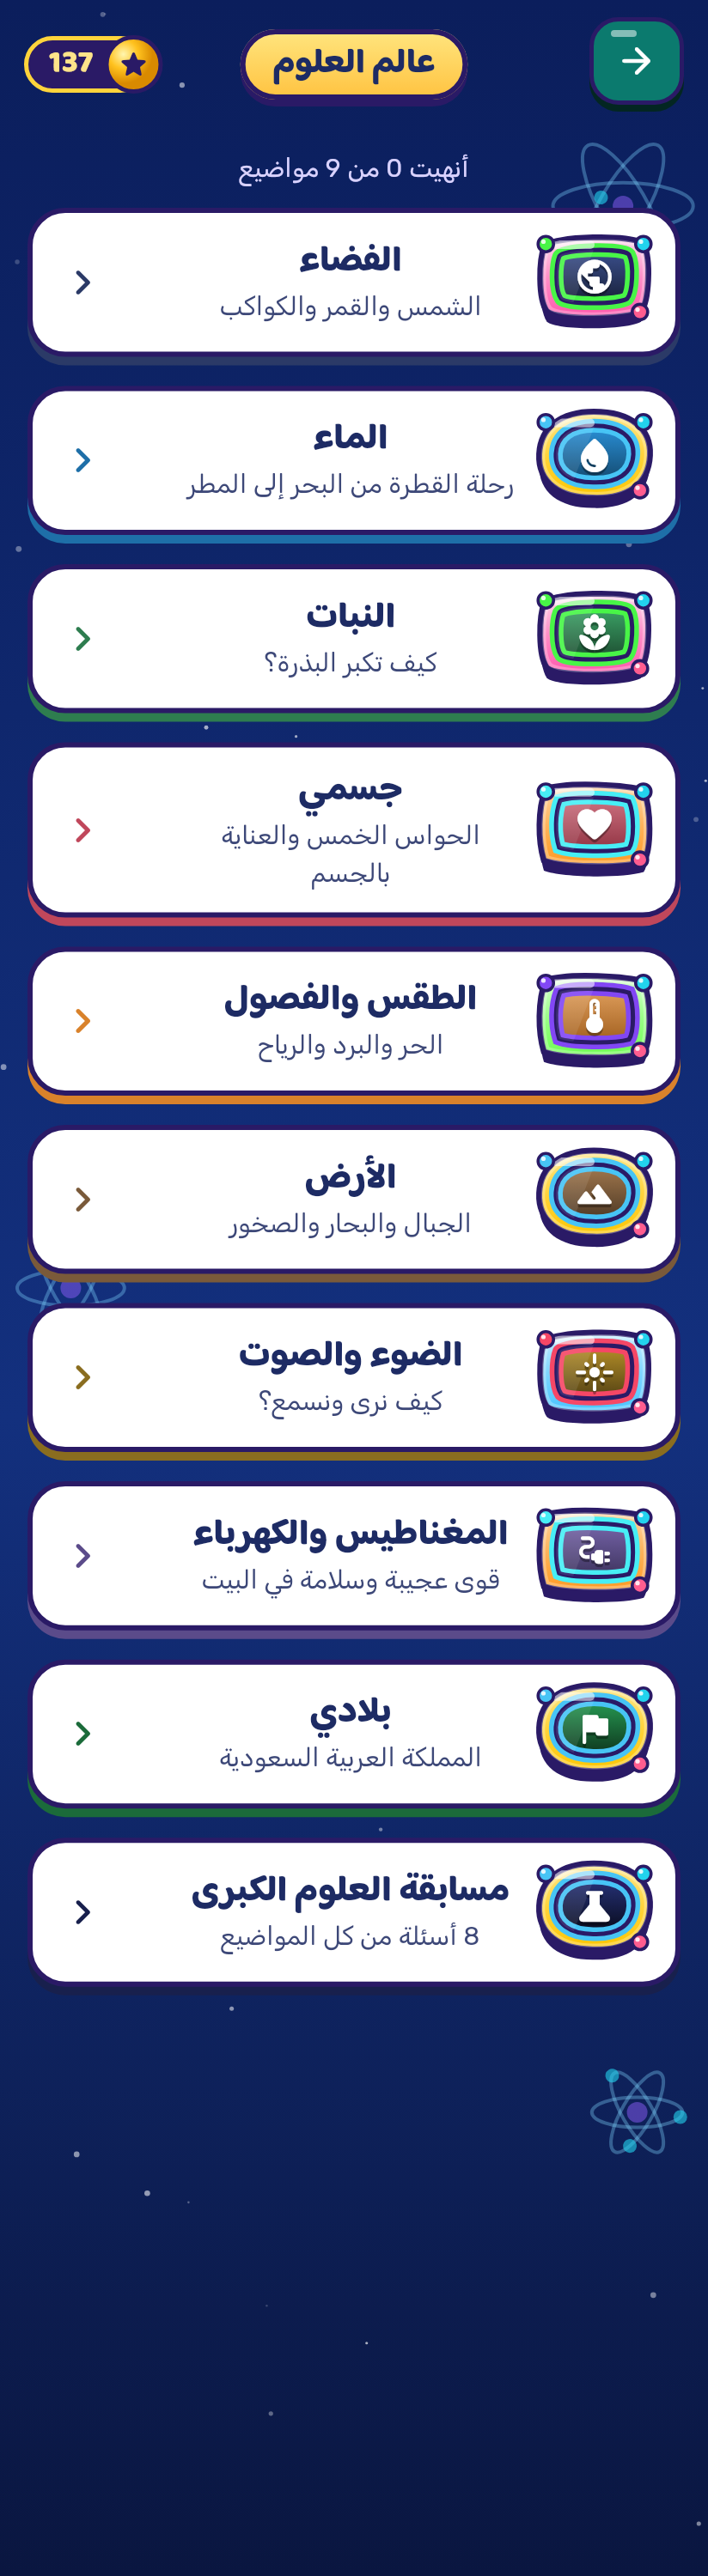 عالم العلوم
137
أنهيت 0 من 9 مواضيع
الفضاء
الشمس والقمر والكواكب
الماء
رحلة القطرة من البحر إلى المطر
النبات
كيف تكبر البذرة؟
جسمي
الحواس الخمس والعناية
بالجسم
الطقس والفصول
الحر والبرد والرياح
الأرض
الجبال والبحار والصخور
الضوء والصوت
كيف نرى ونسمع؟
المغناطيس والكهرباء
قوى عجيبة وسلامة في البيت
بلادي
المملكة العربية السعودية
مسابقة العلوم الكبرى
8 أسئلة من كل المواضيع